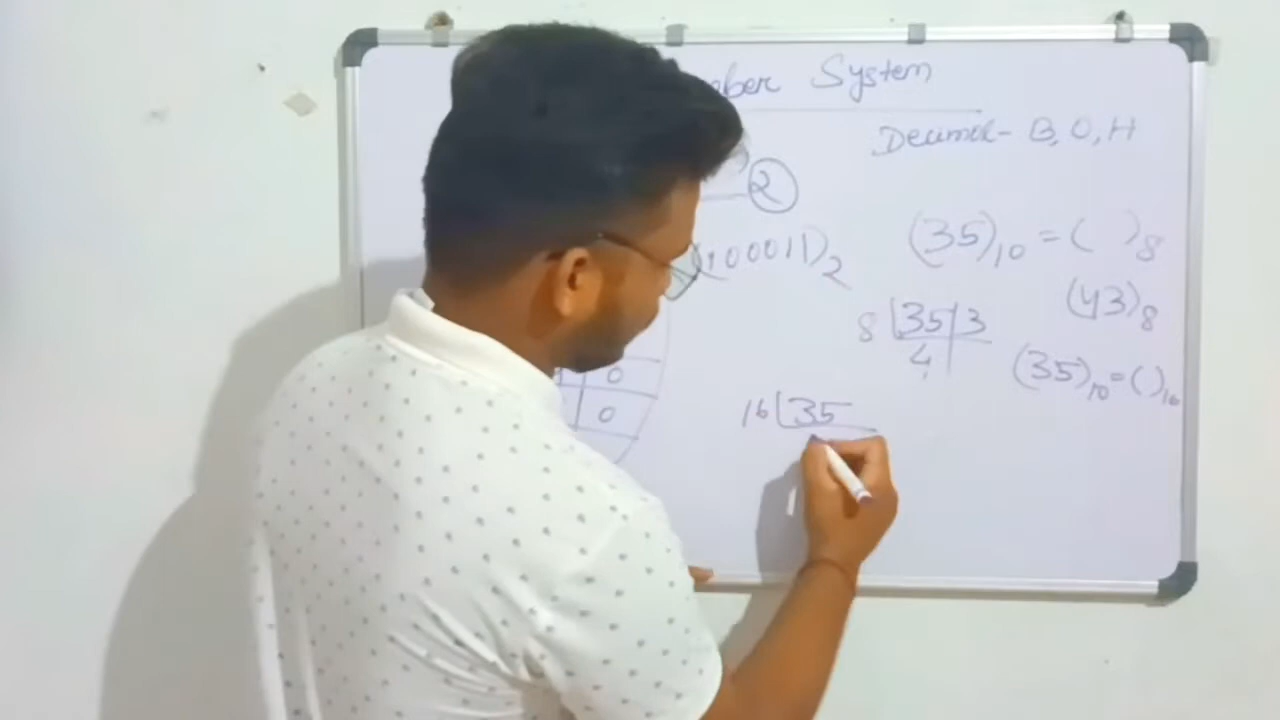 System
Decimal- B, O, H
2
(100011)2
(35)10 = ( )8
(43)8
8 35 3
4
(35)10=( )16
0
0
16 35